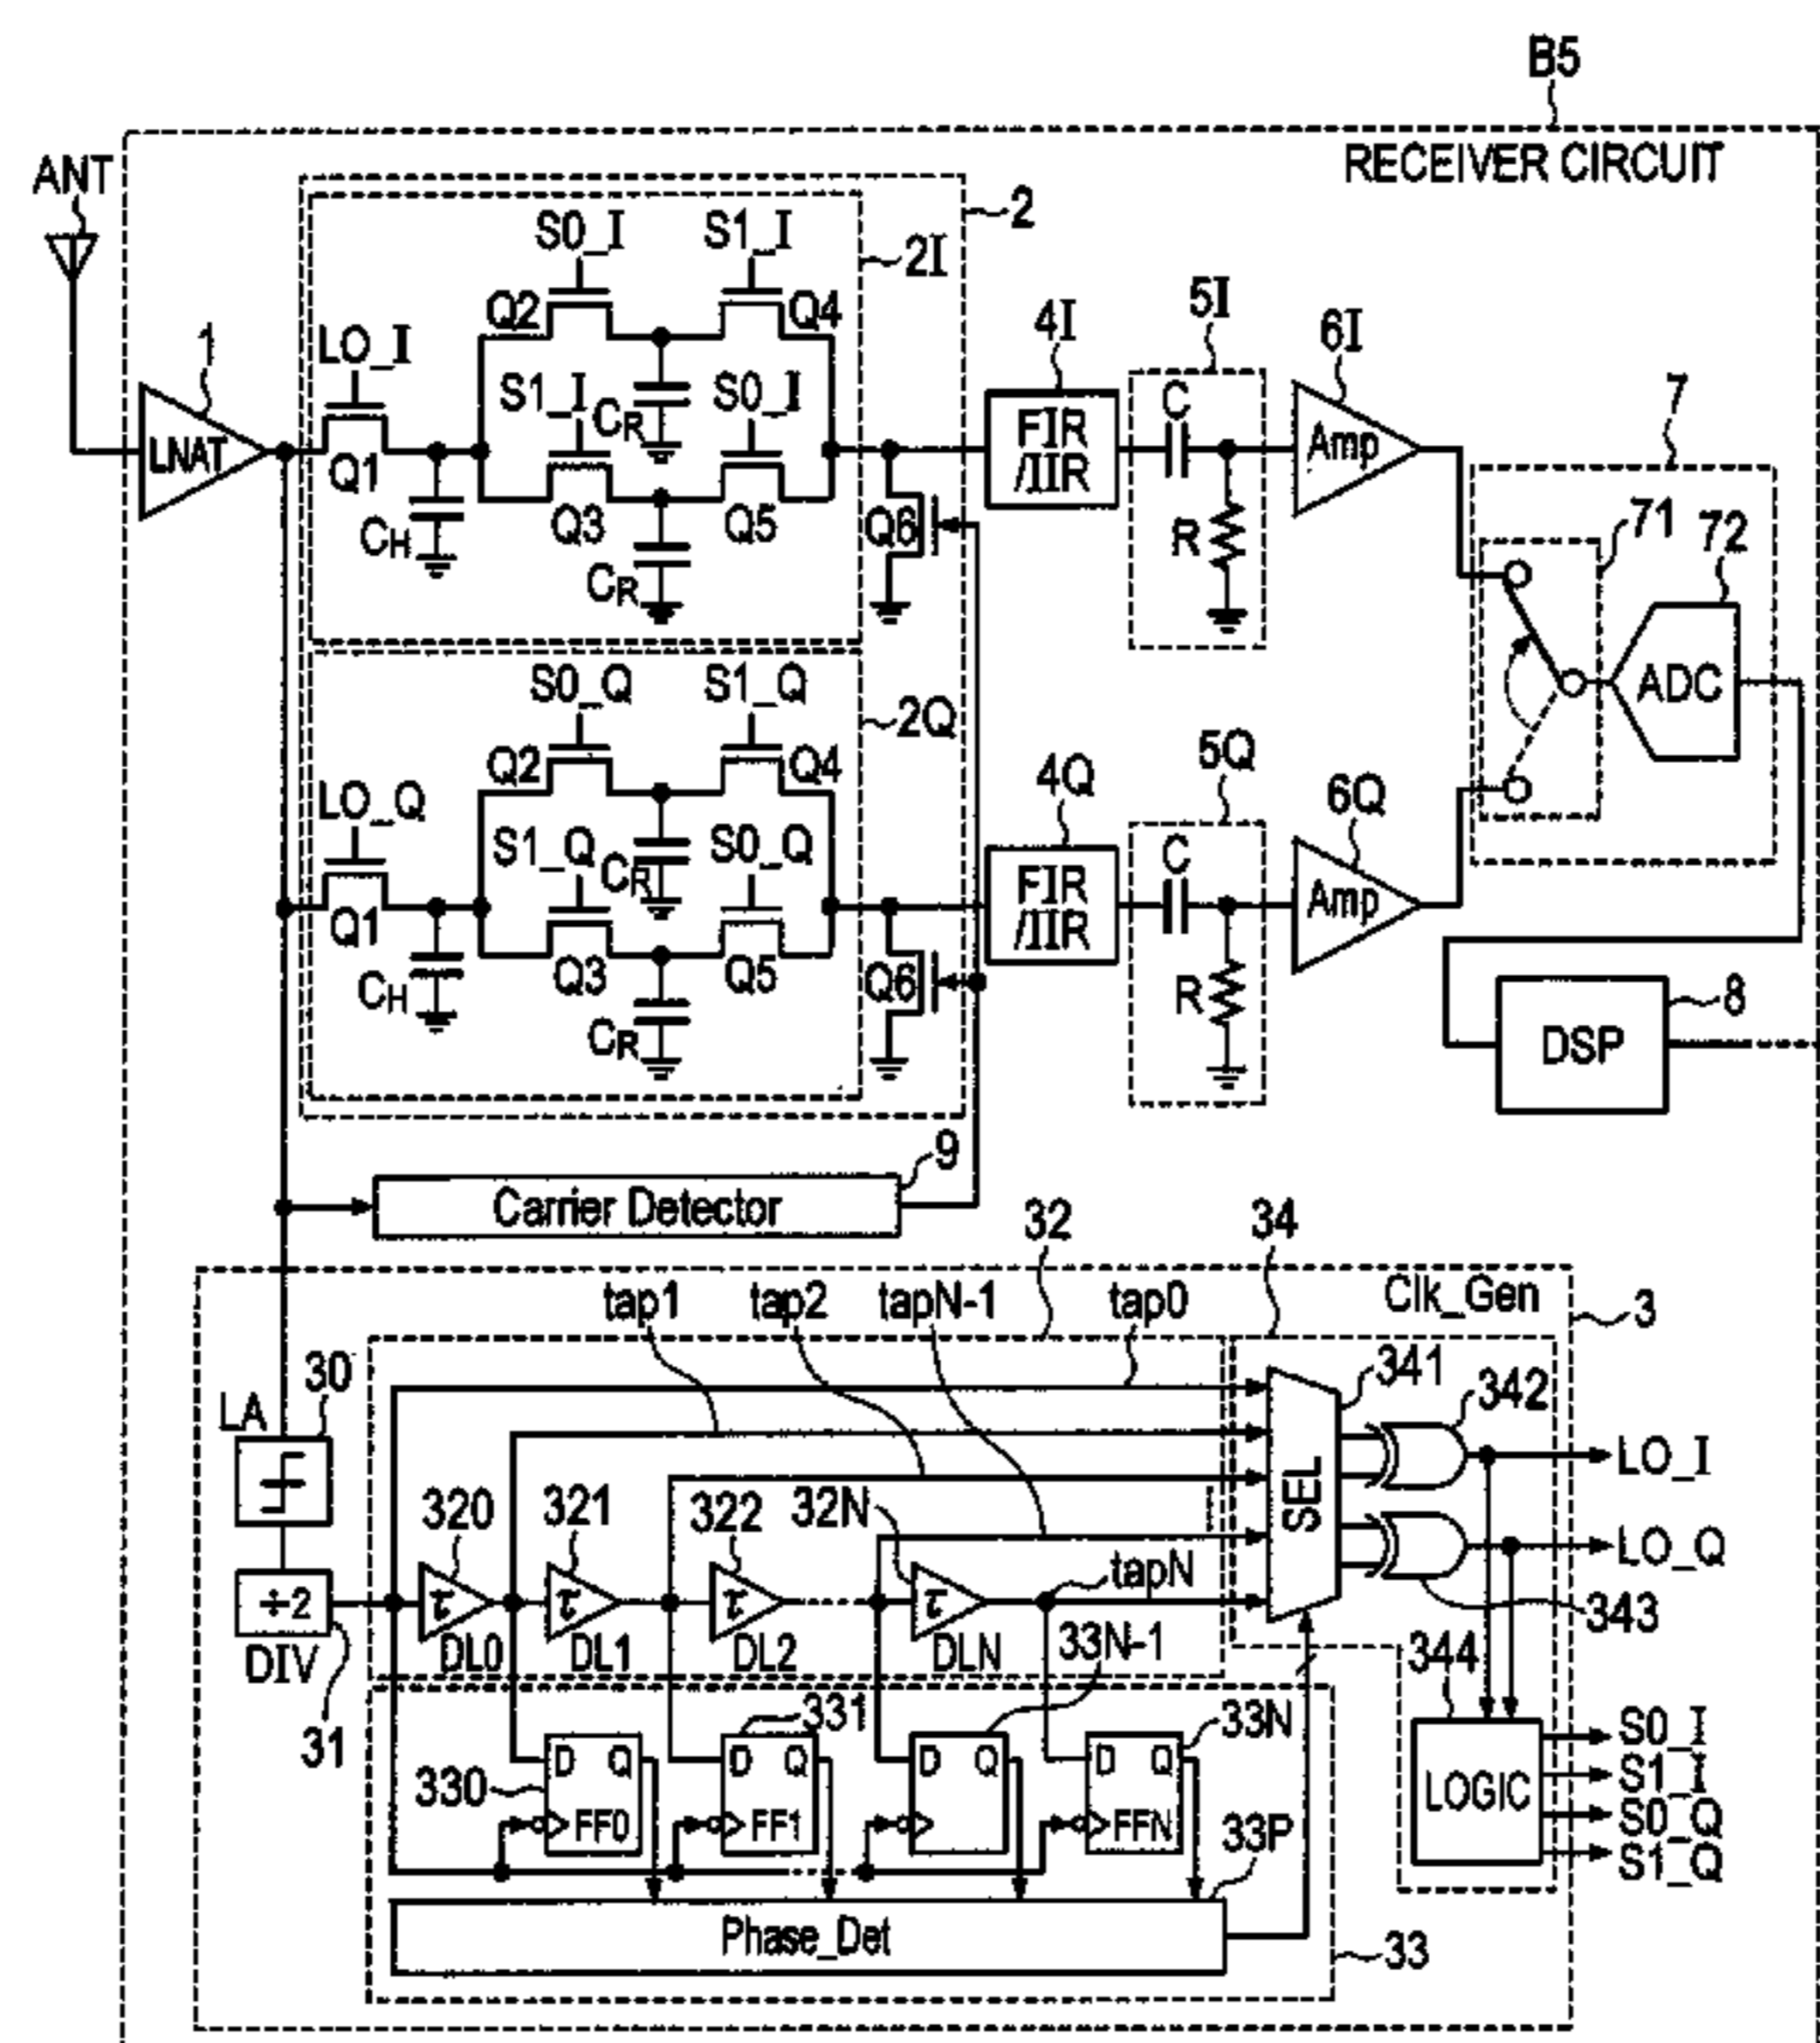 B5
RECEIVER CIRCUIT
ANT
2
S0_I
S1_I
2I
Q2
Q4
1
LO_I
S1_I
S0_I
CR
LNAT
Q1
CH
Q3
Q5
CR
Q6
4I
FIR
/IIR
5I
C
R
6I
Amp
7
71
72
ADC
S0_Q
S1_Q
2Q
Q2
Q4
LO_Q
S1_Q
S0_Q
CR
Q1
CH
Q3
Q5
CR
Q6
4Q
FIR
/IIR
5Q
C
R
6Q
Amp
8
DSP
9
Carrier Detector
32
34
tap1
tap2
tapN-1
tap0
Clk_Gen
3
30
LA
341
342
LO_I
SEL
320
321
322
32N
τ
τ
τ
τ
tapN
LO_Q
343
÷2
DIV
31
DL0
DL1
DL2
DLN
33N-1
344
331
33N
330
D Q
FF0
D Q
FF1
D Q
D Q
FFN
33P
LOGIC
S0_I
S1_I
S0_Q
S1_Q
Phase_Det
33